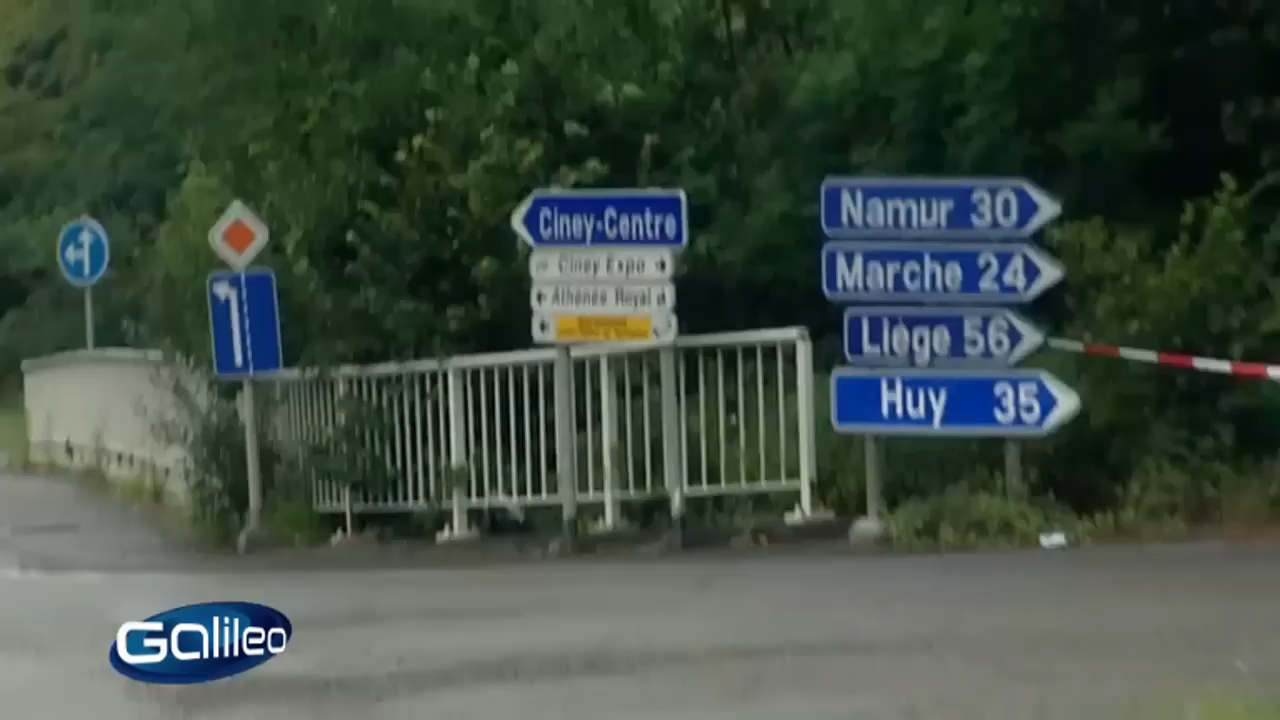 Ciney-Centre
Ciney Expo
Athénée Royal
Namur 30
Marche 24
Liège 56
Huy 35
Galileo